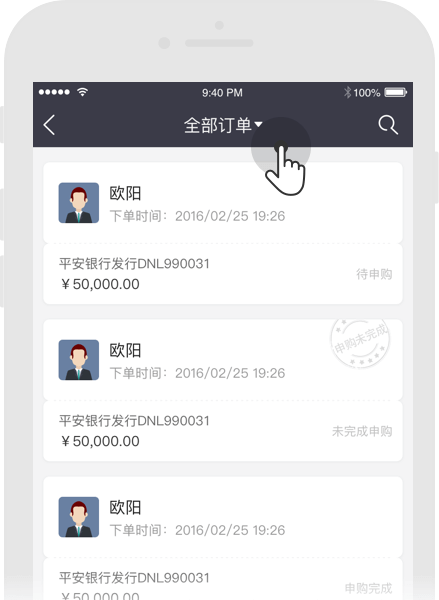 9:40 PM
100%
全部订单
欧阳
下单时间：2016/02/25 19:26
平安银行发行DNL990031
￥50,000.00
待申购
申购未完成
欧阳
下单时间：2016/02/25 19:26
平安银行发行DNL990031
￥50,000.00
未完成申购
欧阳
下单时间：2016/02/25 19:26
平安银行发行DNL990031
￥50,000.00
申购完成